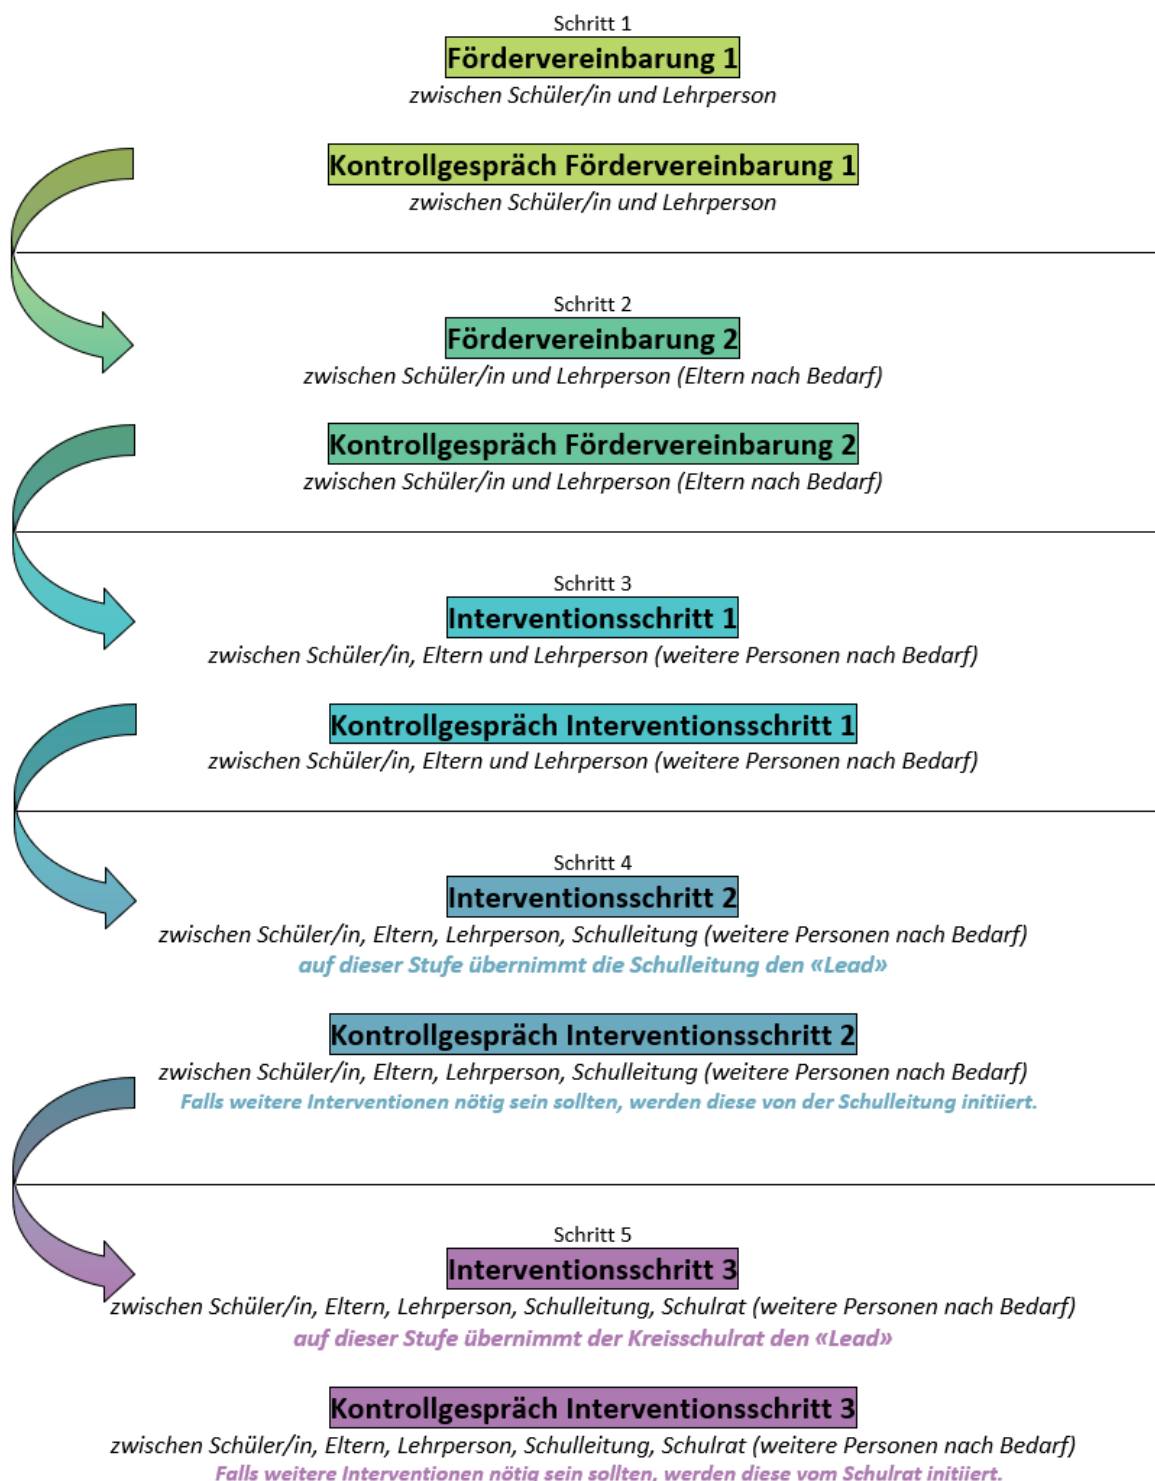 Schritt 1
Fördervereinbarung 1
zwischen Schüler/in und Lehrperson
Kontrollgespräch Fördervereinbarung 1
zwischen Schüler/in und Lehrperson
Schritt 2
Fördervereinbarung 2
zwischen Schüler/in und Lehrperson (Eltern nach Bedarf)
Kontrollgespräch Fördervereinbarung 2
zwischen Schüler/in und Lehrperson (Eltern nach Bedarf)
Schritt 3
Interventionsschritt 1
zwischen Schüler/in, Eltern und Lehrperson (weitere Personen nach Bedarf)
Kontrollgespräch Interventionsschritt 1
zwischen Schüler/in, Eltern und Lehrperson (weitere Personen nach Bedarf)
Schritt 4
Interventionsschritt 2
zwischen Schüler/in, Eltern, Lehrperson, Schulleitung (weitere Personen nach Bedarf)
auf dieser Stufe übernimmt die Schulleitung den «Lead»
Kontrollgespräch Interventionsschritt 2
zwischen Schüler/in, Eltern, Lehrperson, Schulleitung (weitere Personen nach Bedarf)
Falls weitere Interventionen nötig sein sollten, werden diese von der Schulleitung initiiert.
Schritt 5
Interventionsschritt 3
zwischen Schüler/in, Eltern, Lehrperson, Schulleitung, Schulrat (weitere Personen nach Bedarf)
auf dieser Stufe übernimmt der Kreisschulrat den «Lead»
Kontrollgespräch Interventionsschritt 3
zwischen Schüler/in, Eltern, Lehrperson, Schulleitung, Schulrat (weitere Personen nach Bedarf)
Falls weitere Interventionen nötig sein sollten, werden diese vom Schulrat initiiert.